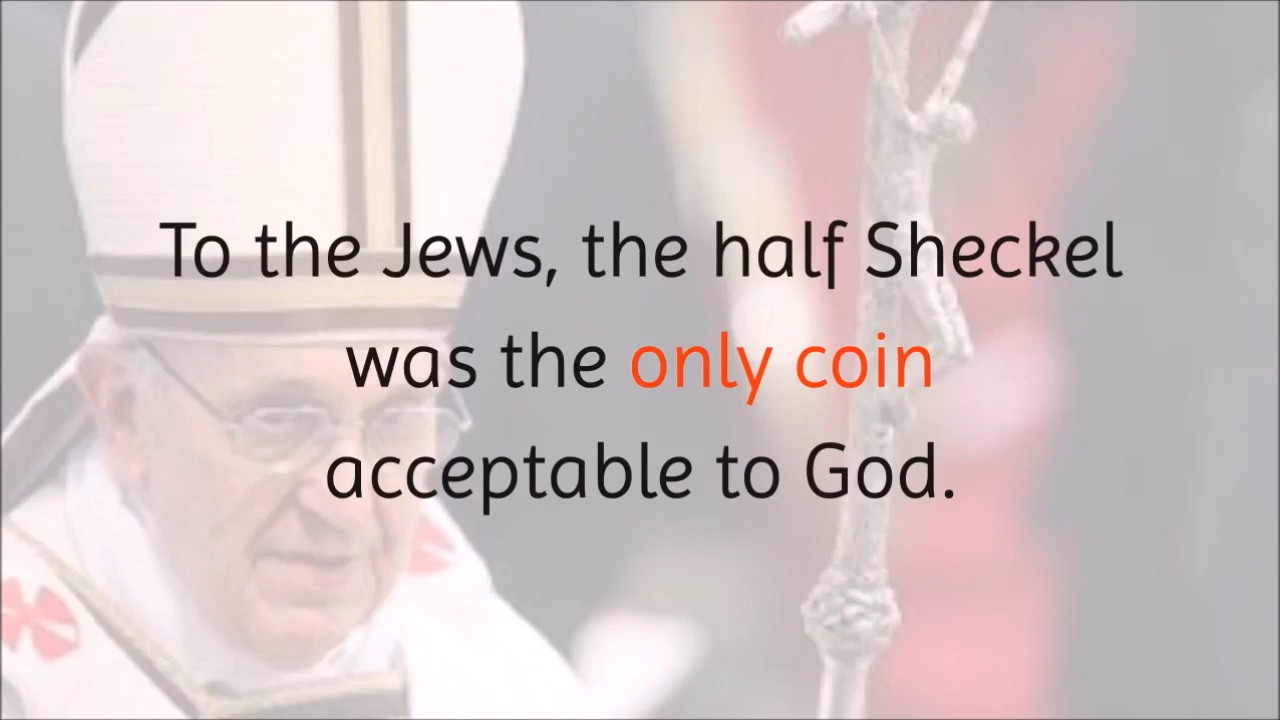 To the Jews, the half Sheckel
was the only coin
acceptable to God.